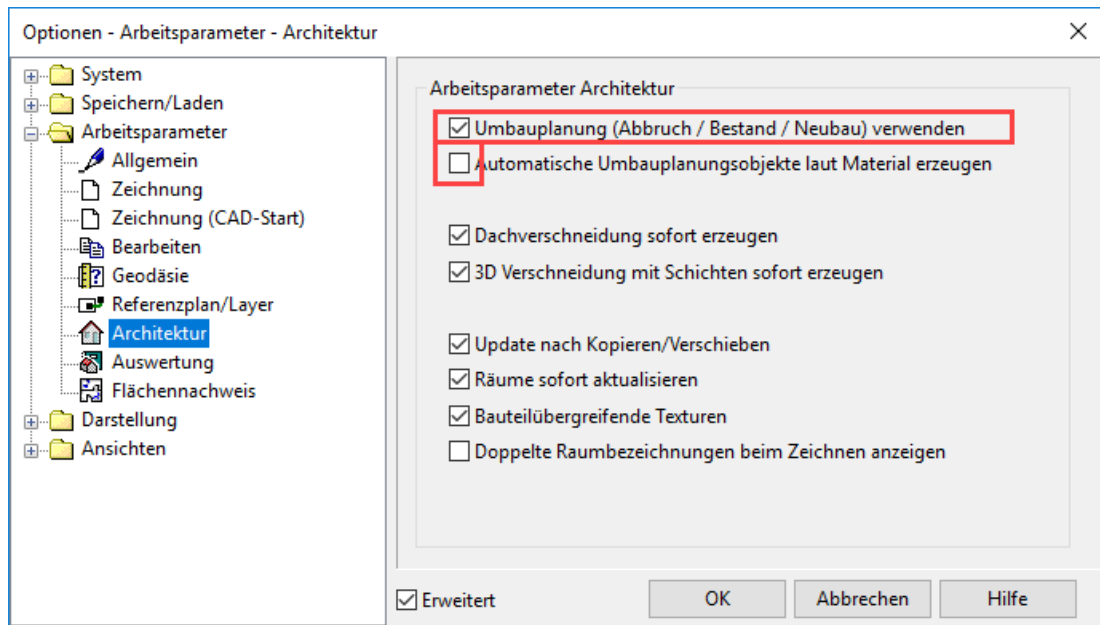 Optionen - Arbeitsparameter - Architektur
System
Speichern/Laden
Arbeitsparameter
Allgemein
Zeichnung
Zeichnung (CAD-Start)
Bearbeiten
Geodäsie
Referenzplan/Layer
Architektur
Auswertung
Flächennachweis
Darstellung
Ansichten
Arbeitsparameter Architektur
Umbauplanung (Abbruch / Bestand / Neubau) verwenden
Automatische Umbauplanungsobjekte laut Material erzeugen
Dachverschneidung sofort erzeugen
3D Verschneidung mit Schichten sofort erzeugen
Update nach Kopieren/Verschieben
Räume sofort aktualisieren
Bauteilübergreifende Texturen
Doppelte Raumbezeichnungen beim Zeichnen anzeigen
Erweitert
OK
Abbrechen
Hilfe